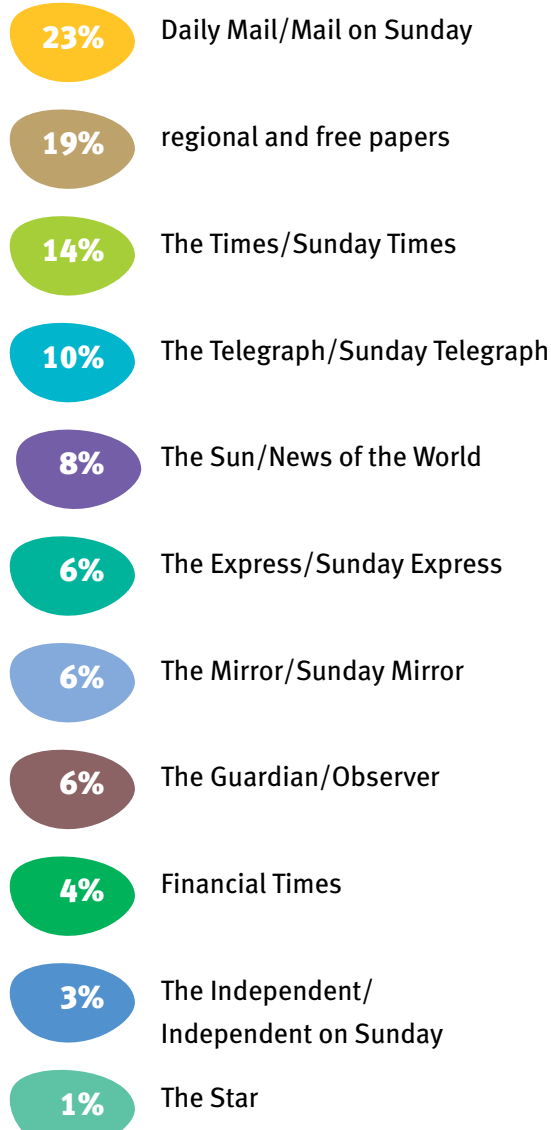 23% Daily Mail/Mail on Sunday
19% regional and free papers
14% The Times/Sunday Times
10% The Telegraph/Sunday Telegraph
8% The Sun/News of the World
6% The Express/Sunday Express
6% The Mirror/Sunday Mirror
6% The Guardian/Observer
4% Financial Times
3% The Independent/
Independent on Sunday
1% The Star